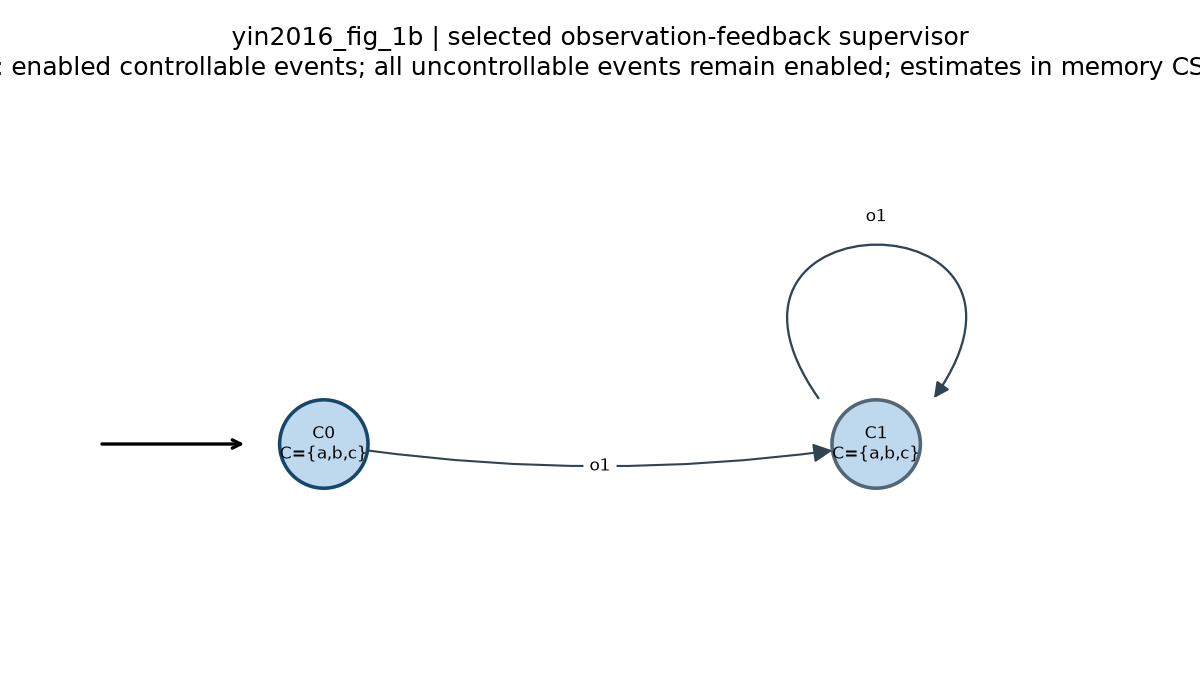 yin2016_fig_1b | selected observation-feedback supervisor
: enabled controllable events; all uncontrollable events remain enabled; estimates in memory CS
o1
C0
C={a,b,c}
C1
C={a,b,c}
o1